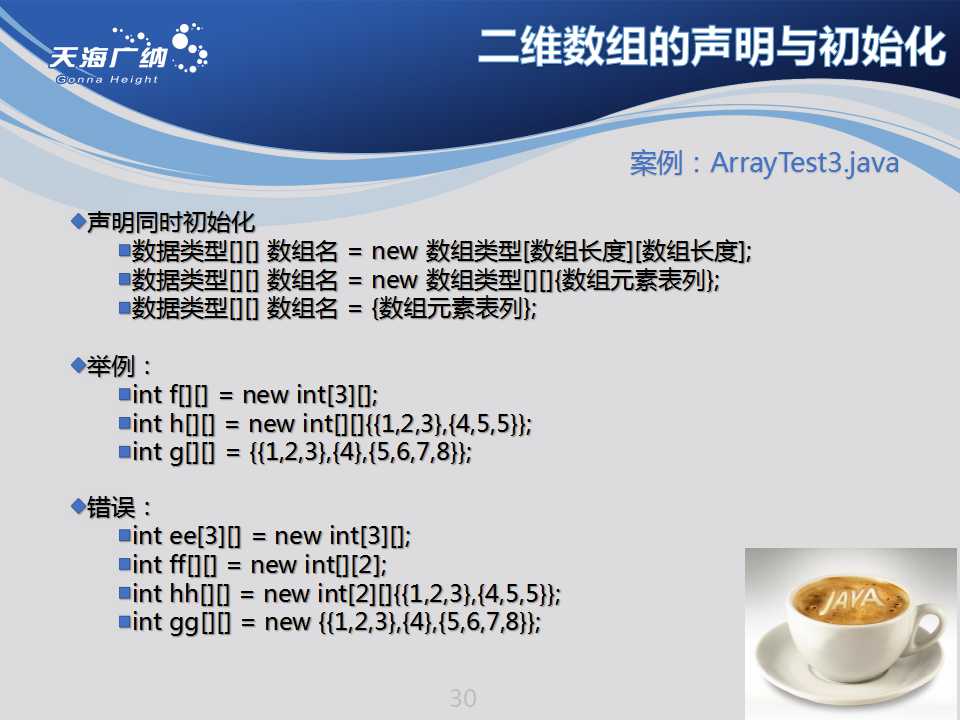 天海广纳
Gonna Height
二维数组的声明与初始化
案例：ArrayTest3.java
声明同时初始化
数据类型[][] 数组名 = new 数组类型[数组长度][数组长度];
数据类型[][] 数组名 = new 数组类型[][]{数组元素表列};
数据类型[][] 数组名 = {数组元素表列};
举例：
int f[][] = new int[3][];
int h[][] = new int[][]{{1,2,3},{4,5,5}};
int g[][] = {{1,2,3},{4},{5,6,7,8}};
错误：
int ee[3][] = new int[3][];
int ff[][] = new int[][2];
int hh[][] = new int[2][]{{1,2,3},{4,5,5}};
int gg[][] = new {{1,2,3},{4},{5,6,7,8}};
JAVA
30